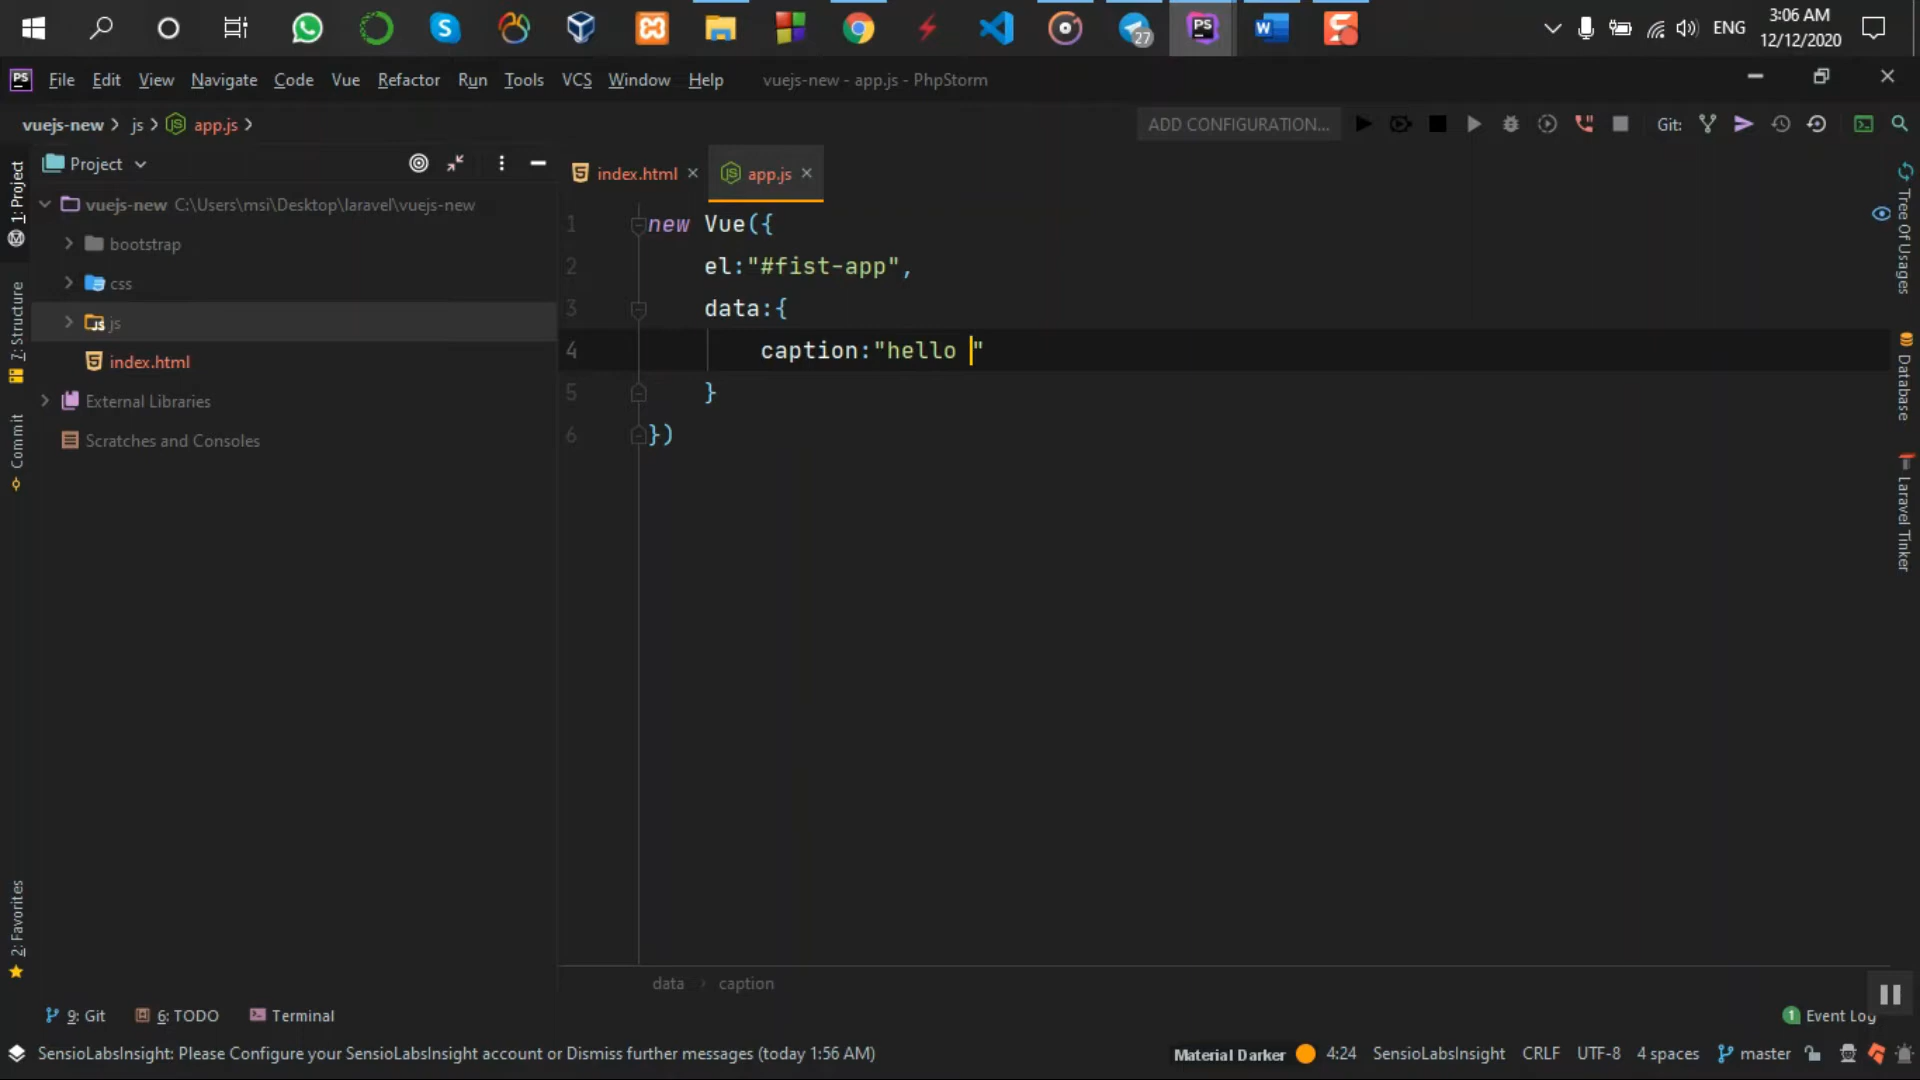 27
PS
ENG
3:06 AM
12/12/2020
PS File Edit View Navigate Code Vue Refactor Run Tools VCS Window Help vuejs-new - app.js - PhpStorm
vuejs-new js app.js
ADD CONFIGURATION...
Git:
Project
index.html
app.js
1: Project
7: Structure
Commit
2: Favorites
vuejs-new C:\Users\msi\Desktop\laravel\vuejs-new
bootstrap
css
js
index.html
External Libraries
Scratches and Consoles
1 new Vue({
2 el:"#fist-app",
3 data:{
4 caption:"hello "
5 }
6 })
Tree Of Usages
Database
Laravel Tinker
data caption
9: Git 6: TODO Terminal
1 Event Log
SensioLabsInsight: Please Configure your SensioLabsInsight account or Dismiss further messages (today 1:56 AM)
Material Darker 4:24 SensioLabsInsight CRLF UTF-8 4 spaces master